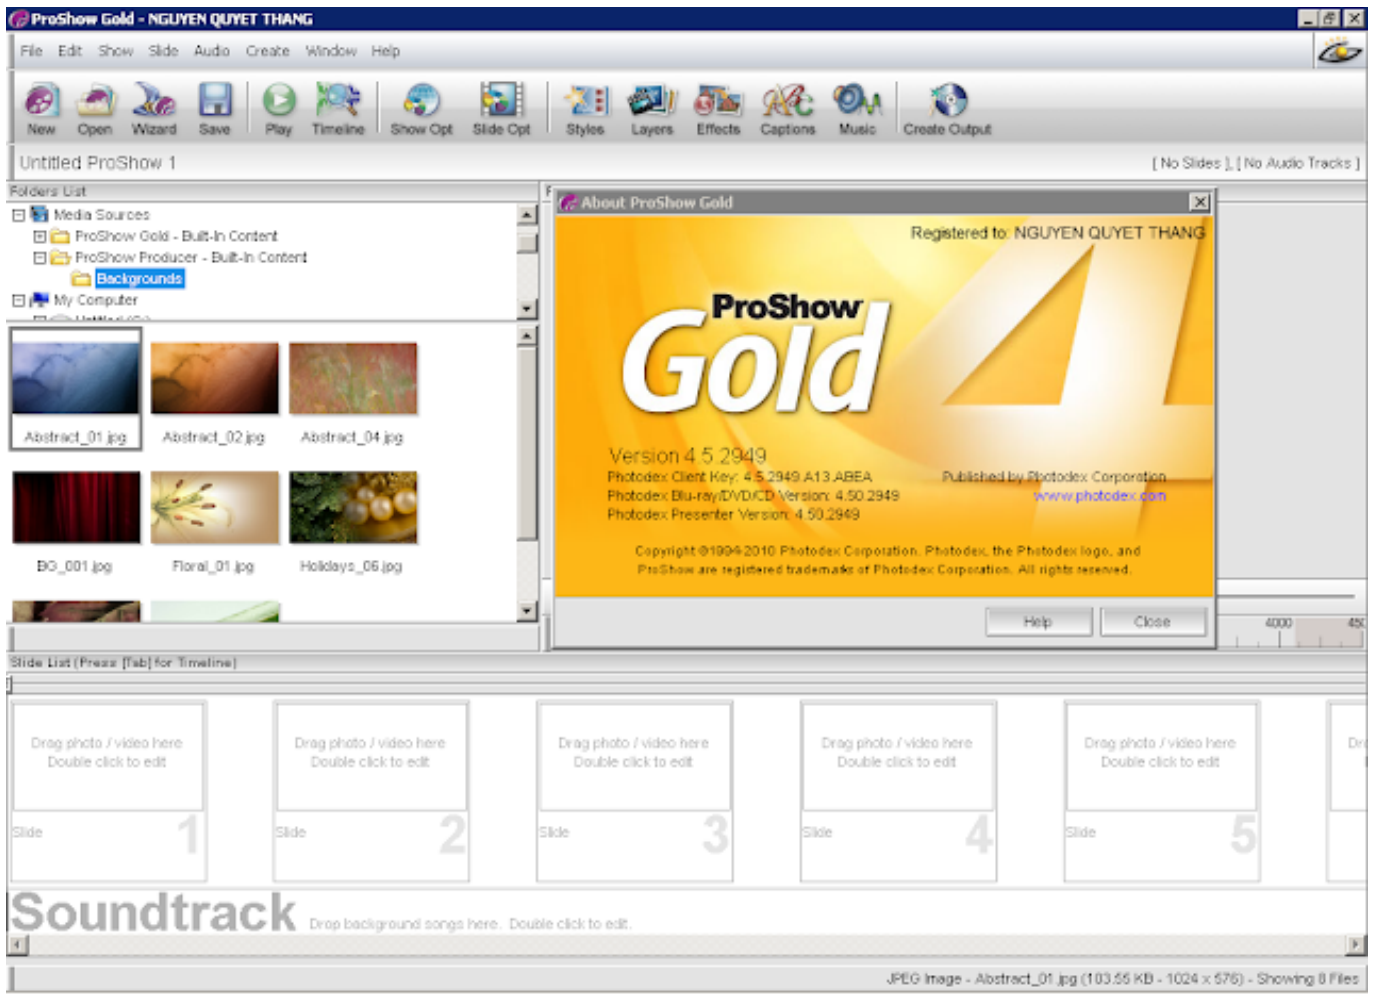 ProShow Gold - NGUYEN QUYET THANG
File Edit Show Slide Audio Create Window Help
New Open Wizard Save Play Timeline Show Opt Slide Opt Styles Layers Effects Captions Music Create Output
Untitled ProShow 1
[ No Slides ], [ No Audio Tracks ]
Folders List
Media Sources
ProShow Gold - Built-In Content
ProShow Producer - Built-In Content
Backgrounds
My Computer
Abstract_01.jpg Abstract_02.jpg Abstract_04.jpg
BG_001.jpg Floral_01.jpg Holidays_06.jpg
About ProShow Gold
Registered to: NGUYEN QUYET THANG
4
ProShow
Gold
Version 4.5.2949
Photodex Client Key: 4.5.2949.A13.ABEA
Published by Photodex Corporation
Photodex Blu-ray/DVD/CD Version: 4.50.2949
www.photodex.com
Photodex Presenter Version: 4.50.2949
Copyright ©1994-2010 Photodex Corporation. Photodex, the Photodex logo, and
ProShow are registered trademarks of Photodex Corporation. All rights reserved.
Help Close
4000
Slide List (Press [Tab] for Timeline)
Drag photo / video here
Double click to edit
Slide 1
Drag photo / video here
Double click to edit
Slide 2
Drag photo / video here
Double click to edit
Slide 3
Drag photo / video here
Double click to edit
Slide 4
Drag photo / video here
Double click to edit
Slide 5
Soundtrack Drop background songs here. Double click to edit.
JPEG Image - Abstract_01.jpg (103.55 KB - 1024 x 576) - Showing 8 Files